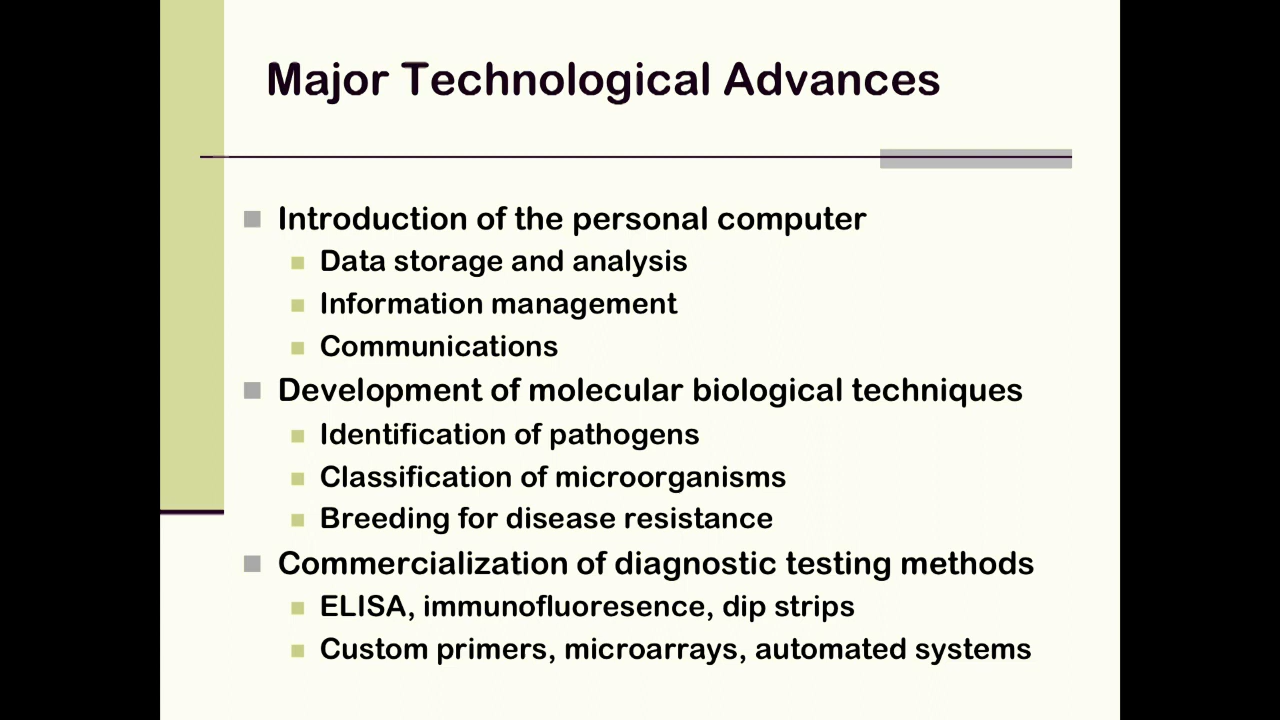 Major Technological Advances
Introduction of the personal computer
Data storage and analysis
Information management
Communications
Development of molecular biological techniques
Identification of pathogens
Classification of microorganisms
Breeding for disease resistance
Commercialization of diagnostic testing methods
ELISA, immunofluoresence, dip strips
Custom primers, microarrays, automated systems